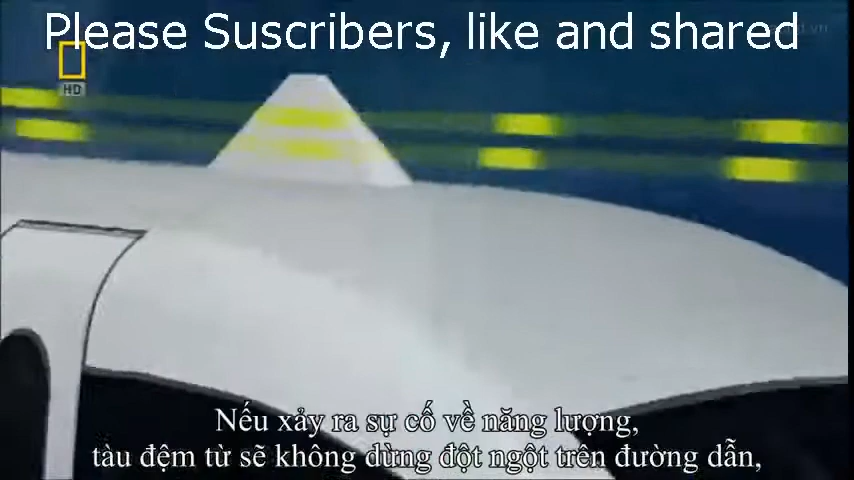 Please Suscribers, like and shared
HD
Nếu xảy ra sự cố về năng lượng,
tàu đệm từ sẽ không dừng đột ngột trên đường dẫn,